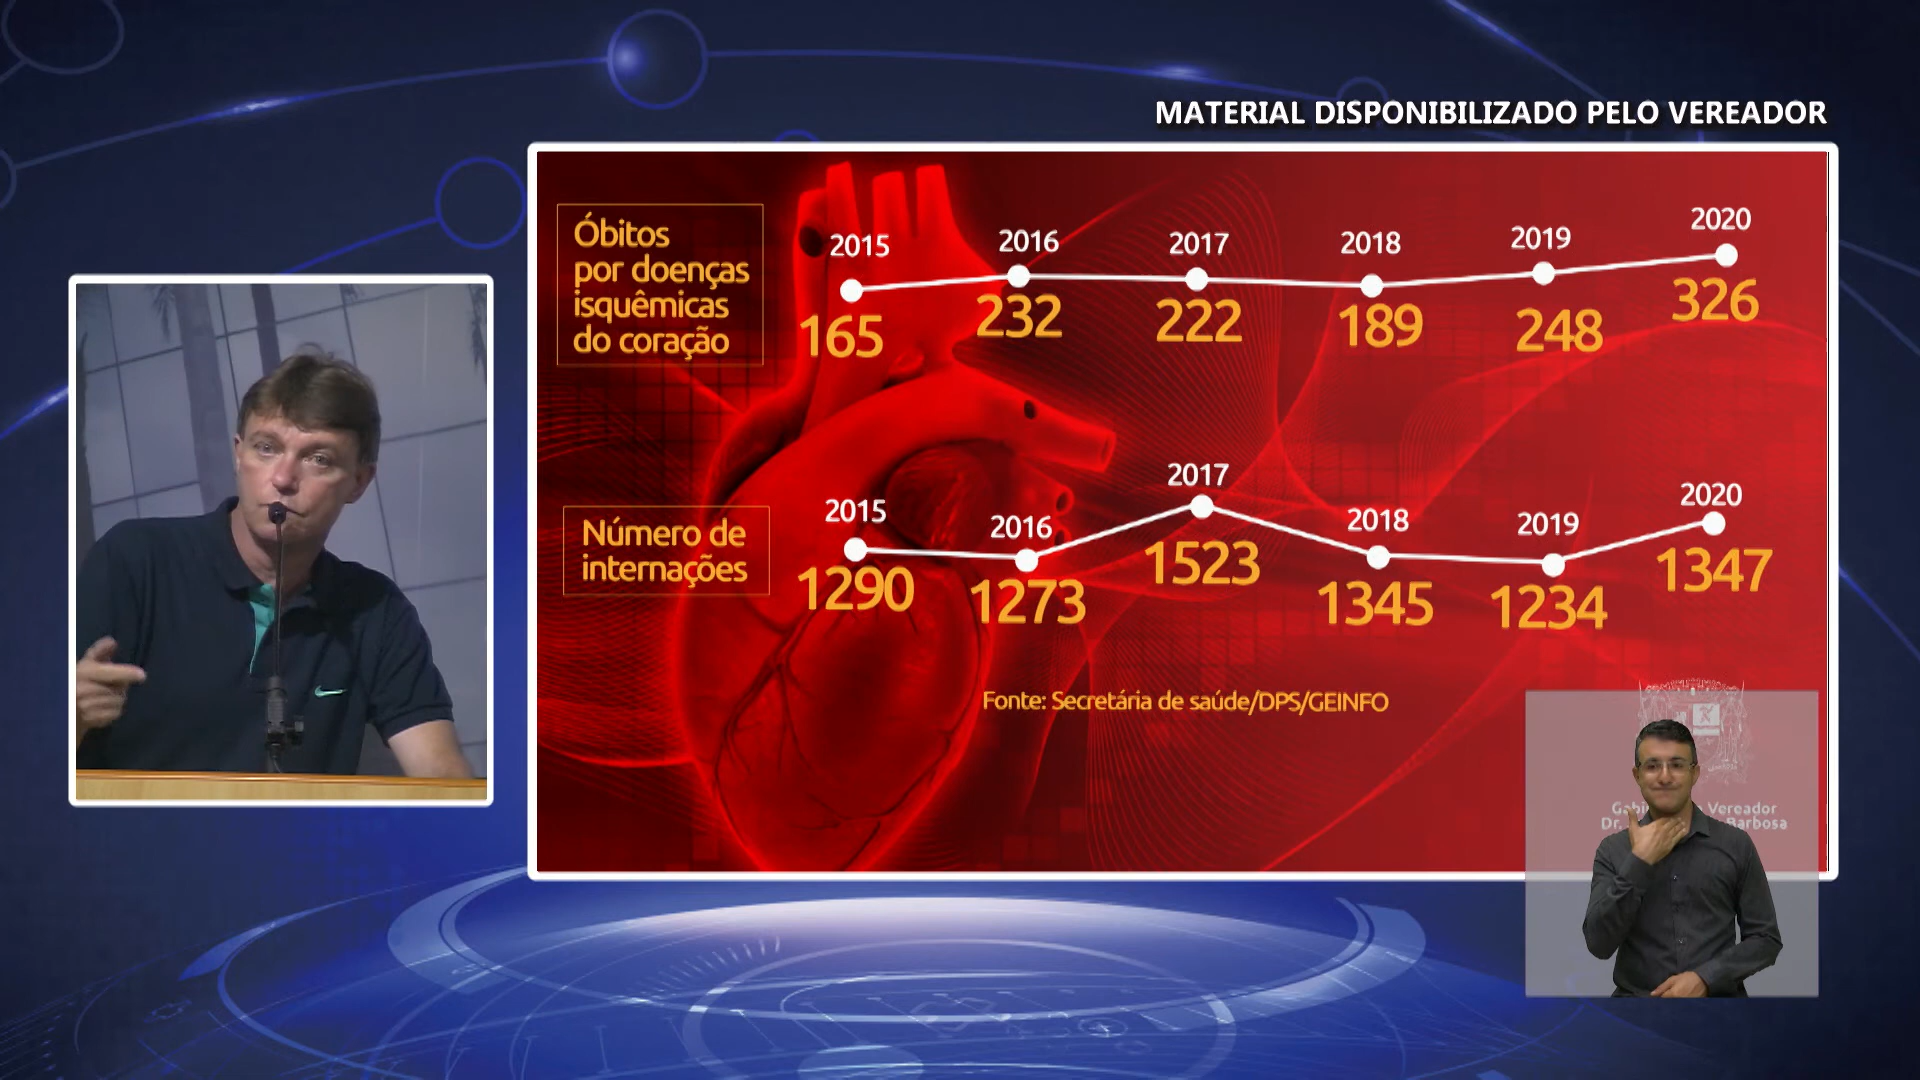 MATERIAL DISPONIBILIZADO PELO VEREADOR
Óbitos
por doenças
isquêmicas
do coração
2015 2016 2017 2018 2019 2020
165 232 222 189 248 326
Número de
internações
2015 2016 2017 2018 2019 2020
1290 1273 1523 1345 1234 1347
Fonte: Secretária de saúde/DPS/GEINFO
Vereador
Dr. Barbosa